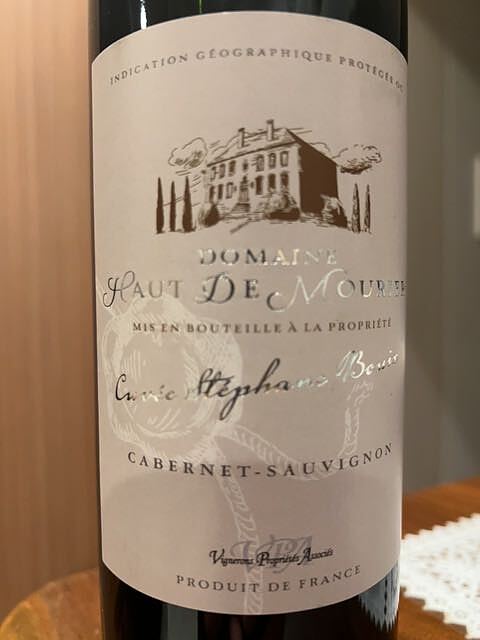 INDICATION GÉOGRAPHIQUE PROTÉGÉE OC
DOMAINE
HAUT DE MOURIER
MIS EN BOUTEILLE À LA PROPRIÉTÉ
Cuvée Stéphane
CABERNET-SAUVIGNON
VPA
Vignerons Propriétés Associés
PRODUIT DE FRANCE